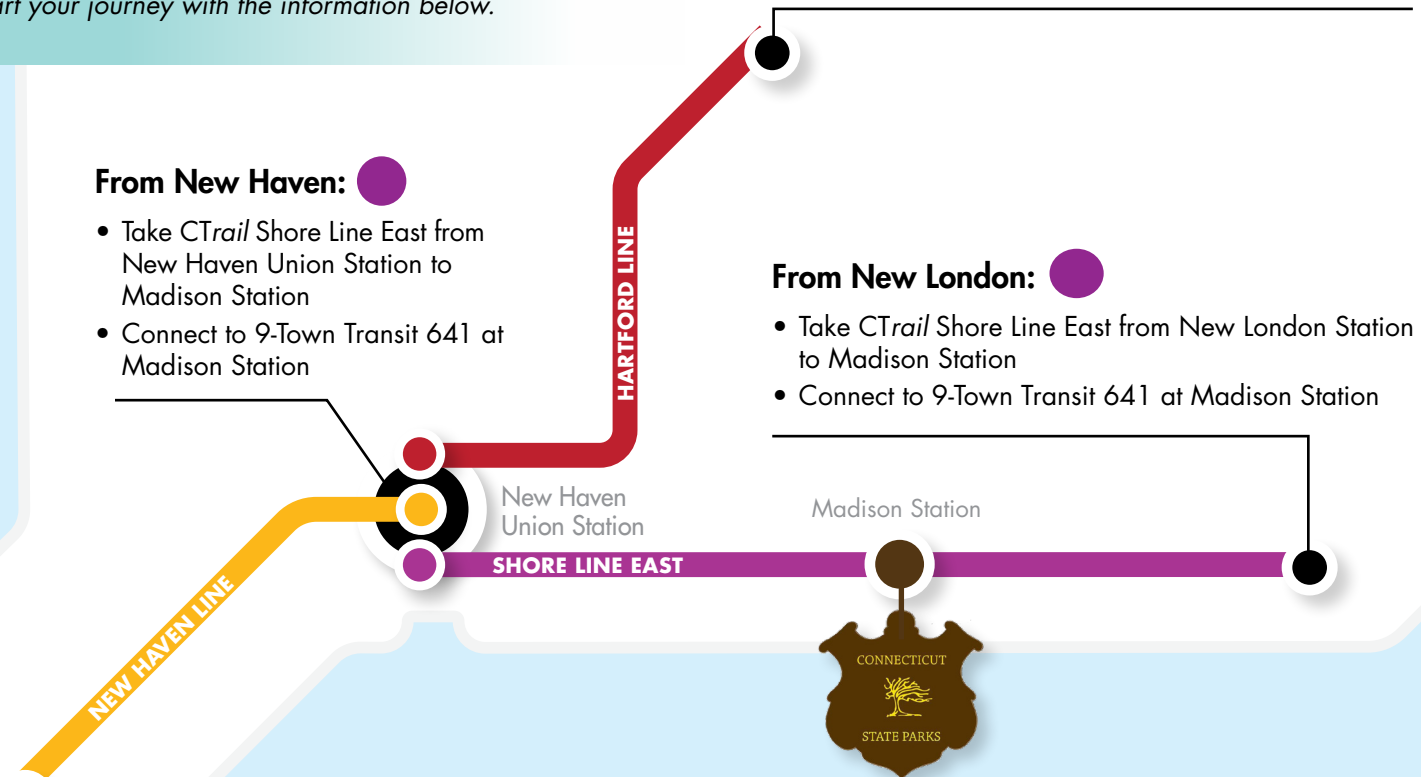 art your journey with the information below.
From New Haven:
• Take CTrail Shore Line East from
New Haven Union Station to
Madison Station
• Connect to 9-Town Transit 641 at
Madison Station
HARTFORD LINE
From New London:
• Take CTrail Shore Line East from New London Station
to Madison Station
• Connect to 9-Town Transit 641 at Madison Station
New Haven
Union Station
Madison Station
SHORE LINE EAST
NEW HAVEN LINE
CONNECTICUT
STATE PARKS